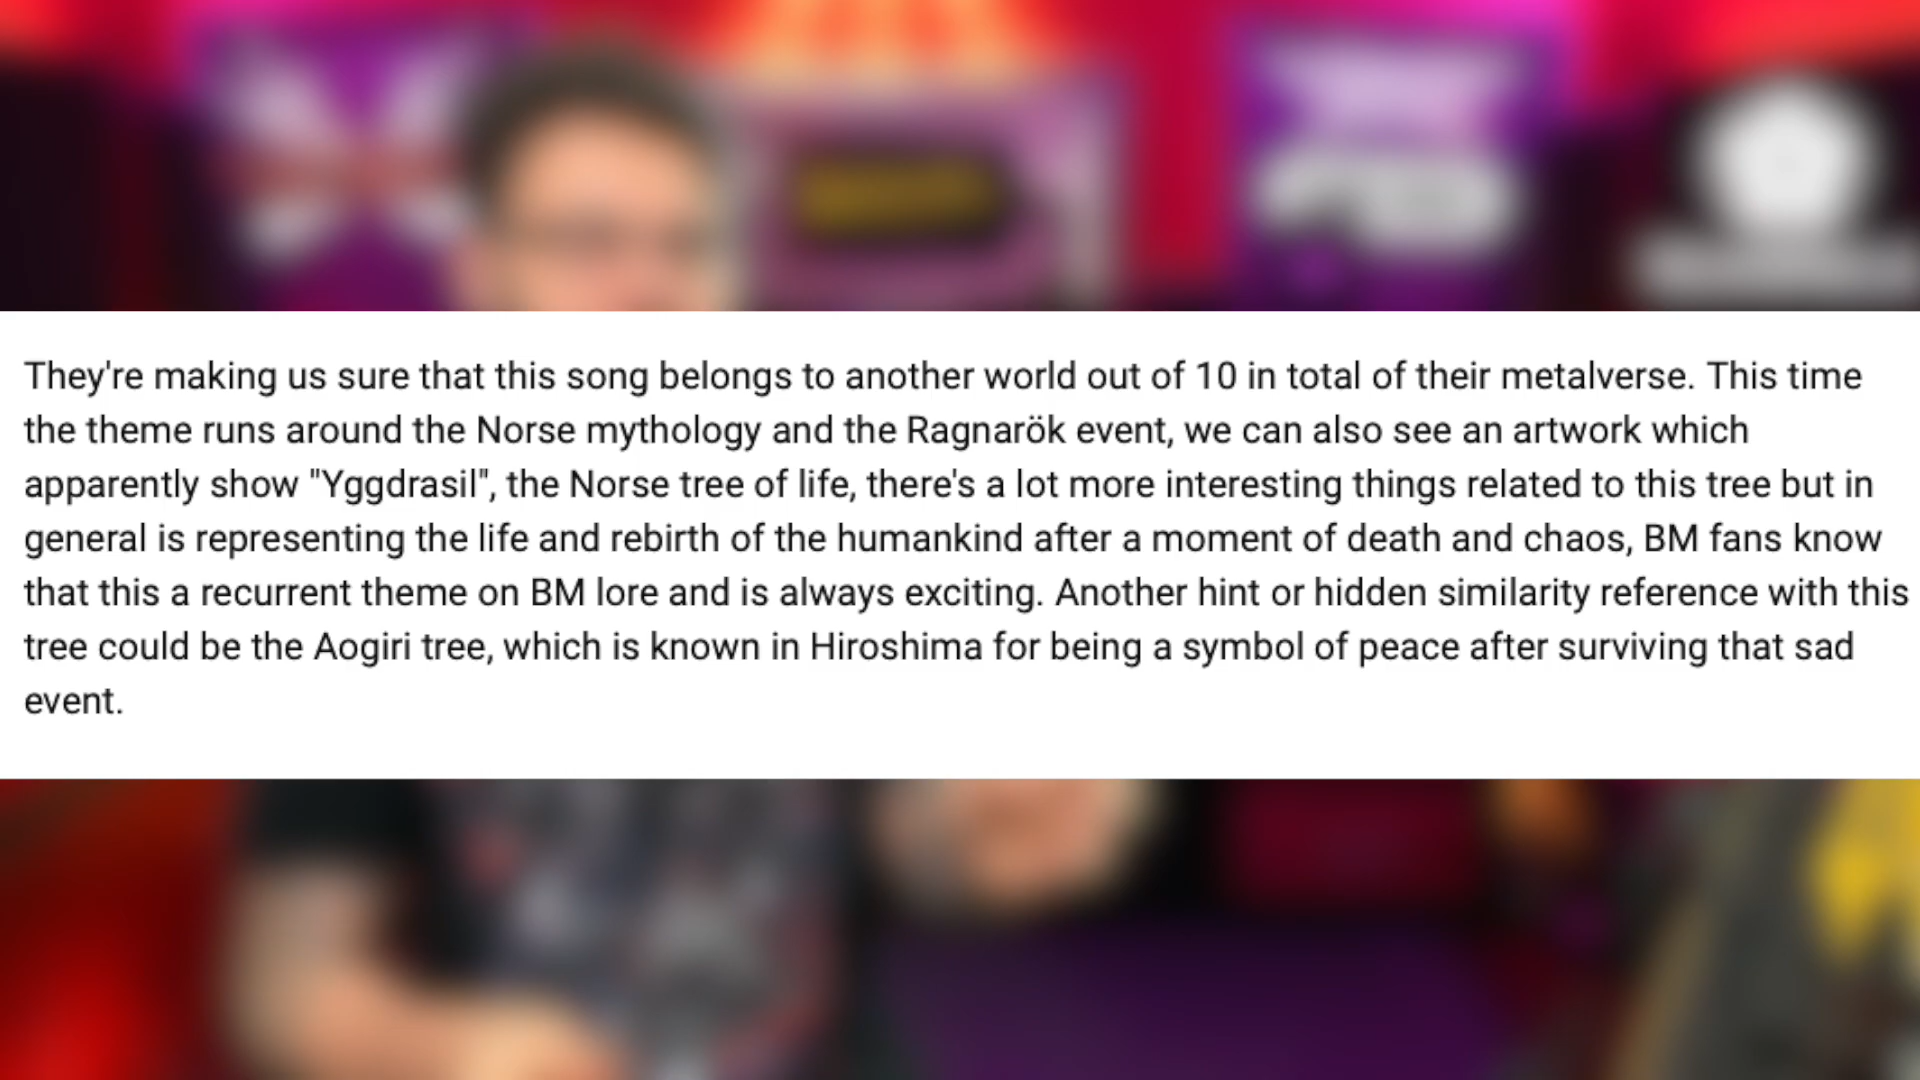 They're making us sure that this song belongs to another world out of 10 in total of their metalverse. This time
the theme runs around the Norse mythology and the Ragnarök event, we can also see an artwork which
apparently show "Yggdrasil", the Norse tree of life, there's a lot more interesting things related to this tree but in
general is representing the life and rebirth of the humankind after a moment of death and chaos, BM fans know
that this a recurrent theme on BM lore and is always exciting. Another hint or hidden similarity reference with this
tree could be the Aogiri tree, which is known in Hiroshima for being a symbol of peace after surviving that sad
event.